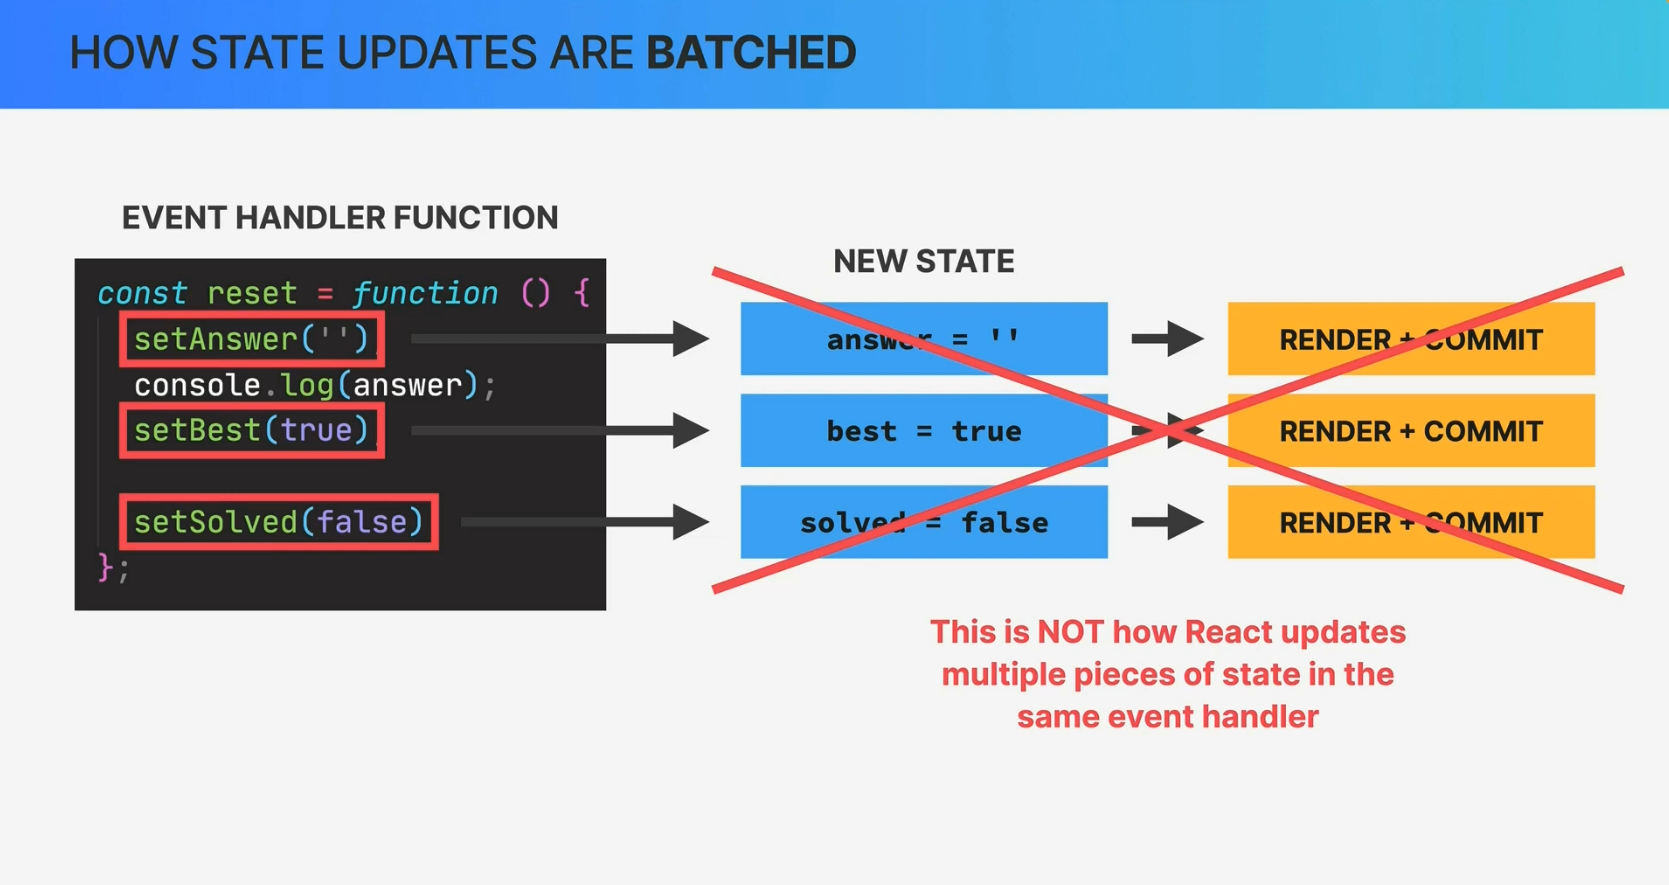 HOW STATE UPDATES ARE BATCHED
EVENT HANDLER FUNCTION
const reset = function () {
setAnswer('')
console.log(answer);
setBest(true)
setSolved(false)
};
NEW STATE
answer = ''
RENDER + COMMIT
best = true
RENDER + COMMIT
solved = false
RENDER + COMMIT
This is NOT how React updates
multiple pieces of state in the
same event handler